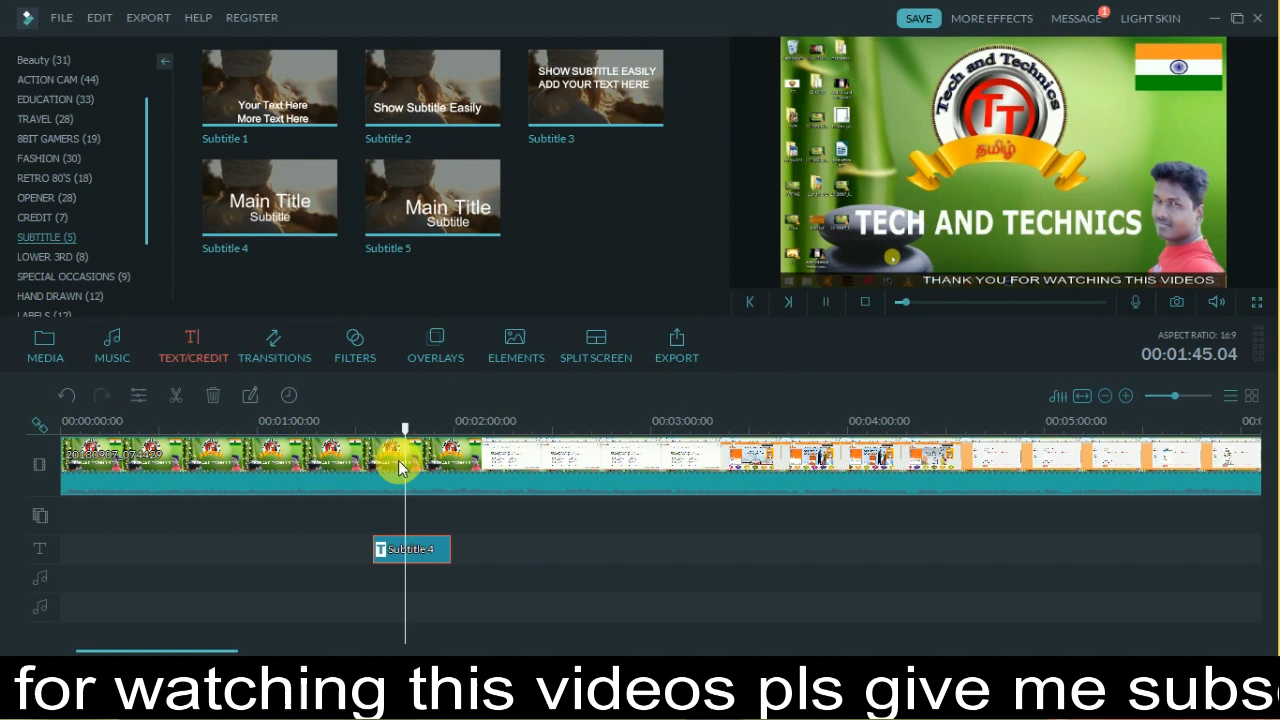 FILE EDIT EXPORT HELP REGISTER
SAVE MORE EFFECTS MESSAGE 1 LIGHT SKIN
Beauty (31)
ACTION CAM (44)
EDUCATION (33)
TRAVEL (28)
8BIT GAMERS (19)
FASHION (30)
RETRO 80'S (18)
OPENER (28)
CREDIT (7)
SUBTITLE (5)
LOWER 3RD (8)
SPECIAL OCCASIONS (9)
HAND DRAWN (12)
LABELS (17)
Your Text Here
More Text Here
Subtitle 1
Show Subtitle Easily
Subtitle 2
SHOW SUBTITLE EASILY
ADD YOUR TEXT HERE
Subtitle 3
Main Title
Subtitle
Subtitle 4
Main Title
Subtitle
Subtitle 5
Tech and Technics
TT
தமிழ்
TECH AND TECHNICS
THANK YOU FOR WATCHING THIS VIDEOS
MEDIA MUSIC TEXT/CREDIT TRANSITIONS FILTERS OVERLAYS ELEMENTS SPLIT SCREEN EXPORT
ASPECT RATIO: 16:9
00:01:45.04
00:00:00:00 00:01:00:00 00:02:00:00 00:03:00:00 00:04:00:00 00:05:00:00 00:0
T Subtitle 4
for watching this videos pls give me subs